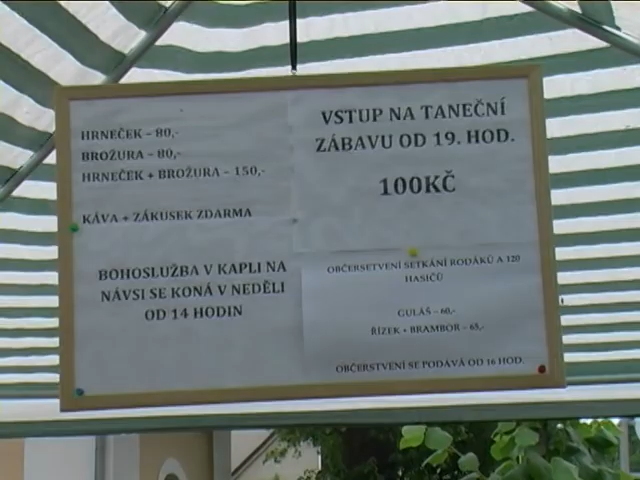 HRNEČEK – 80,-
BROŽURA – 80,-
HRNEČEK + BROŽURA – 150,-
KÁVA + ZÁKUSEK ZDARMA
BOHOSLUŽBA V KAPLI NA
NÁVSI SE KONÁ V NEDĚLI
OD 14 HODIN
VSTUP NA TANEČNÍ
ZÁBAVU OD 19. HOD.
100KČ
OBČERSETVENÍ SETKÁNÍ RODÁKŮ A 120
HASIČŮ
GULÁŠ – 60,-
ŘÍZEK + BRAMBOR – 65,-
OBČERSTVENÍ SE PODÁVÁ OD 16 HOD.